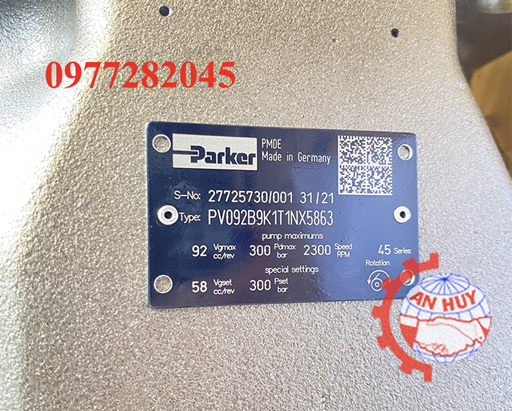 0977282045
Parker
PMDE
Made in Germany
S-No: 27725730/001 31/21
Type: PV092B9K1T1NX5863
pump maximums
92 Vgmax cc/rev 300 Pdmax bar 2300 Speed RPM 45 Series
special settings
Rotation
58 Vgset cc/rev 300 Pset bar
AN HUY